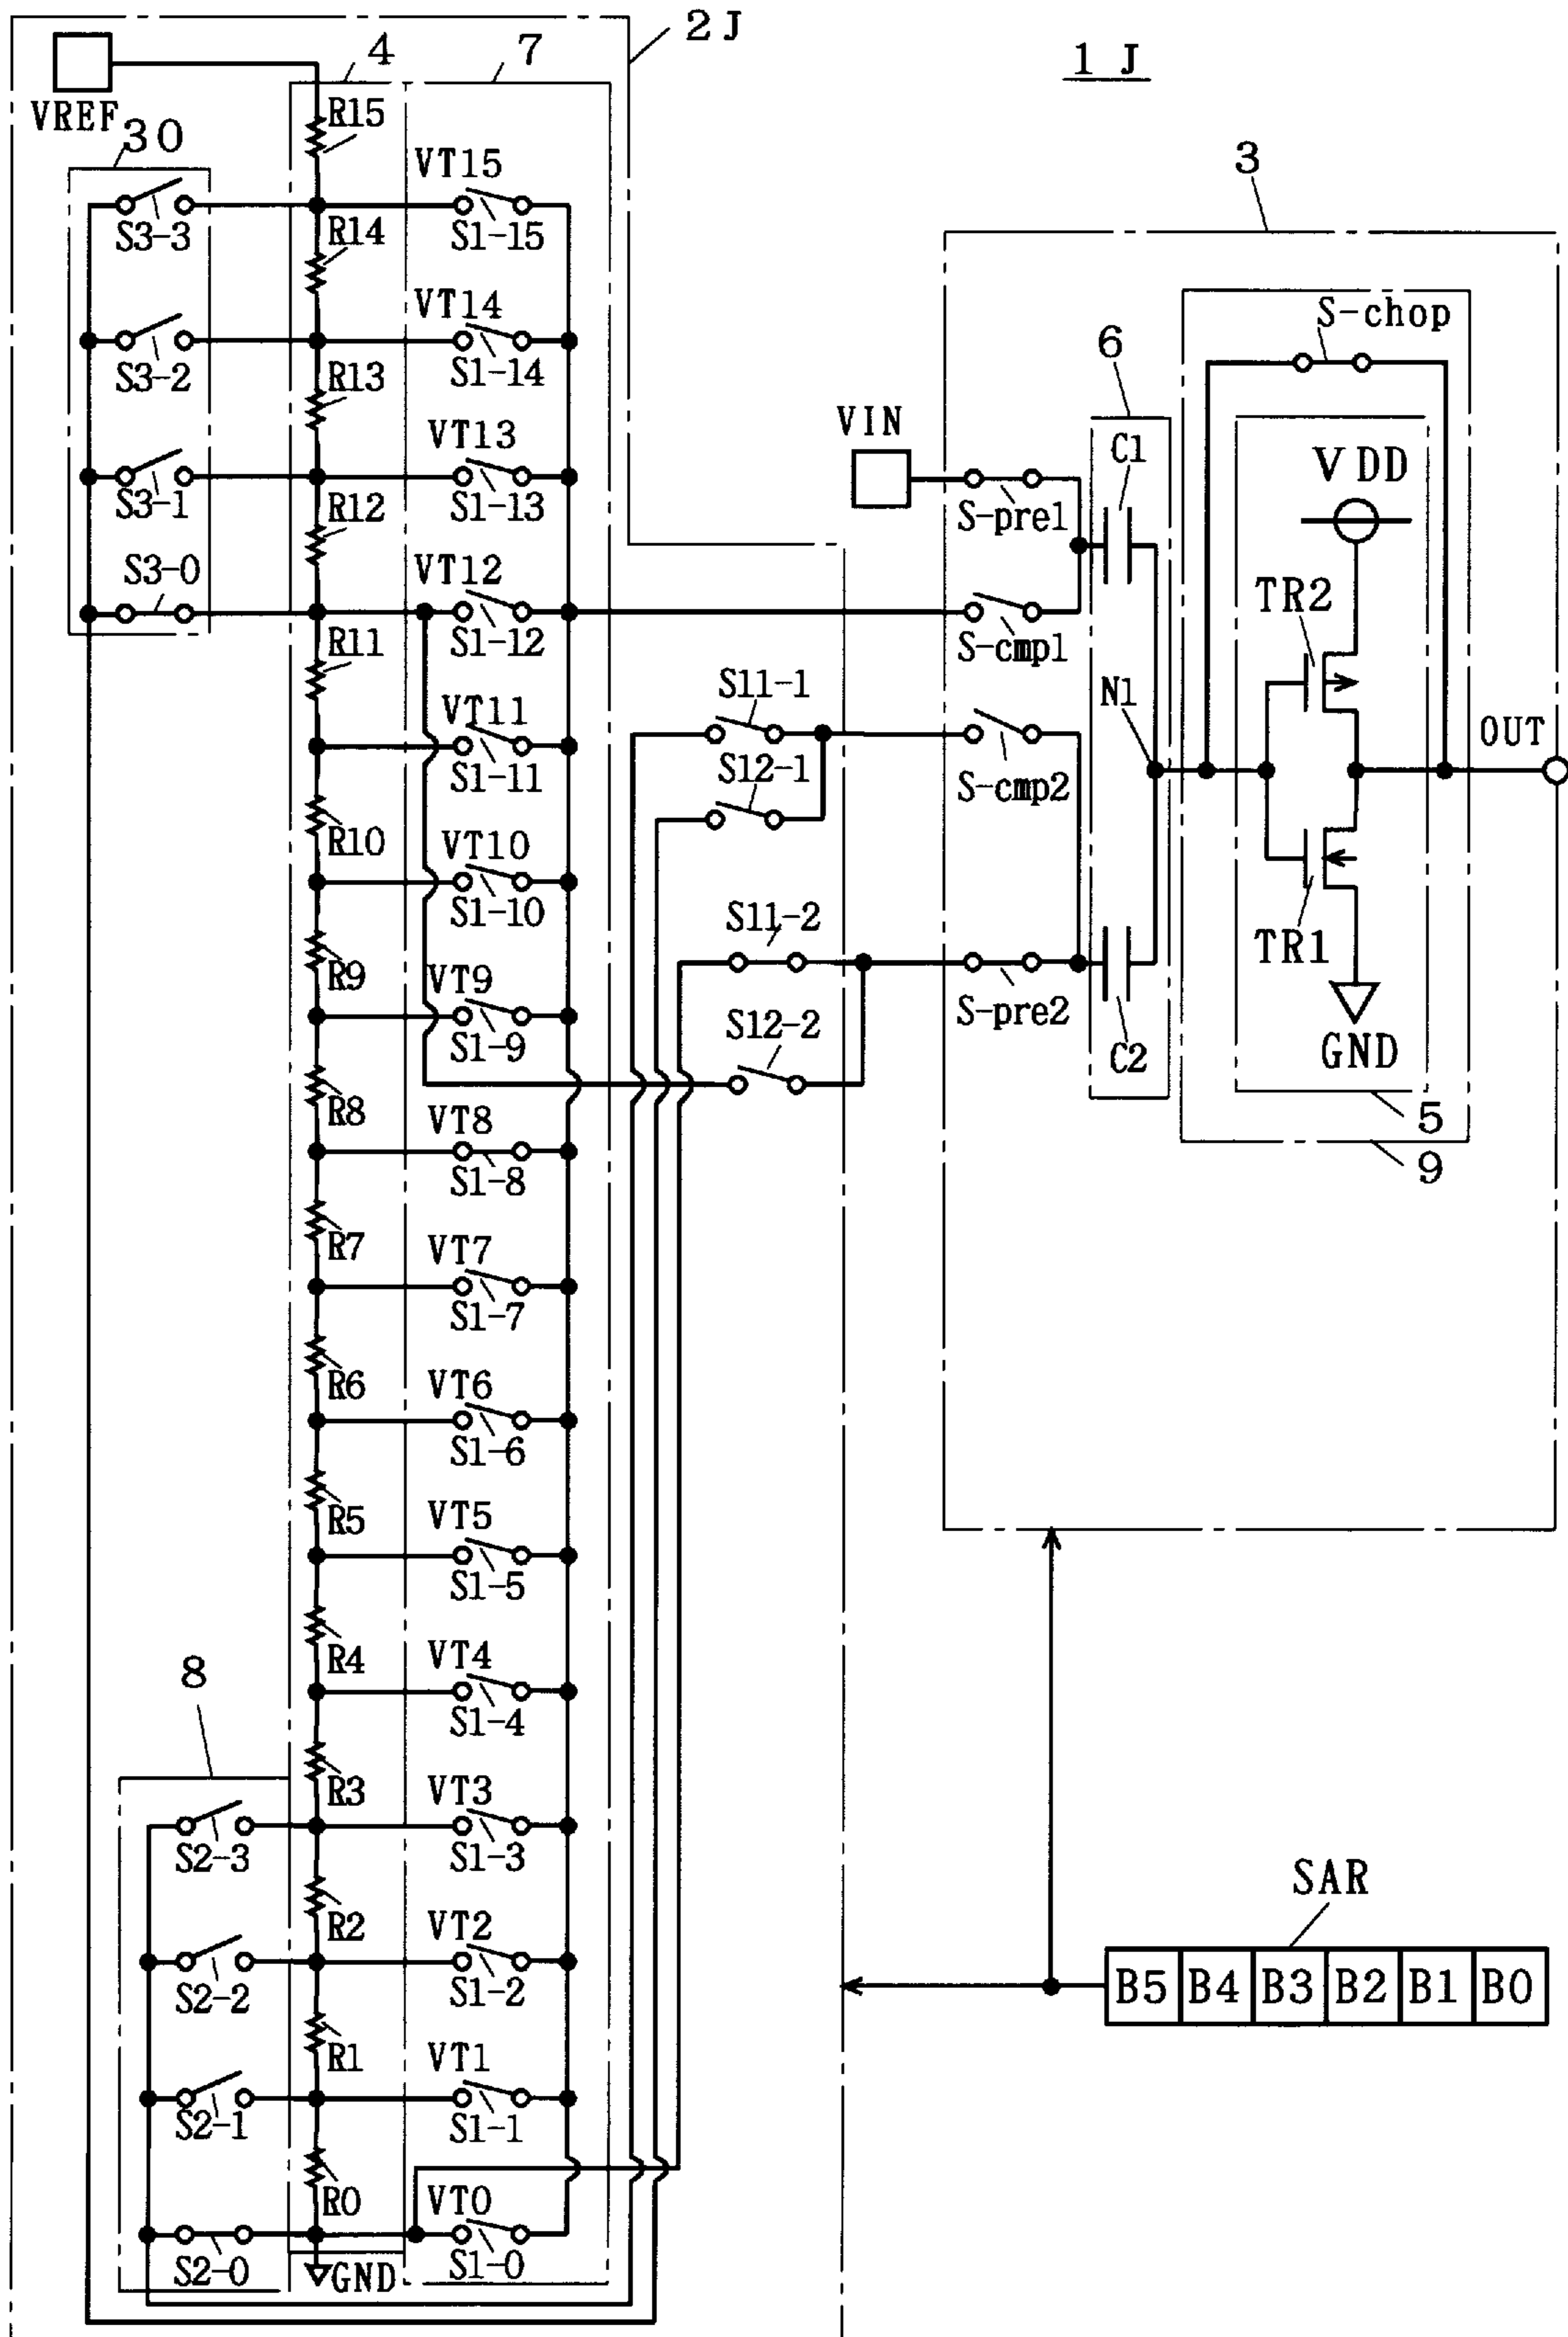 2J
4
7
1 J
VREF
30
R15
VT15
3
S3-3
R14
S1-15
VT14
S-chop
6
S3-2
R13
S1-14
VT13
VIN
C1
VDD
S3-1
R12
S1-13
S-pre1
S3-0
VT12
TR2
R11
S1-12
S-cmp1
S11-1
N1
VT11
OUT
S12-1
S1-11
S-cmp2
R10
VT10
S11-2
S1-10
TR1
R9
VT9
S-pre2
S12-2
S1-9
C2
GND
R8
VT8
5
S1-8
9
R7
VT7
S1-7
R6
VT6
S1-6
R5
VT5
S1-5
R4
VT4
8
S1-4
R3
VT3
S2-3
S1-3
SAR
R2
VT2
B5 B4 B3 B2 B1 B0
S2-2
S1-2
R1
VT1
S2-1
S1-1
R0
VT0
S2-0
GND
S1-0